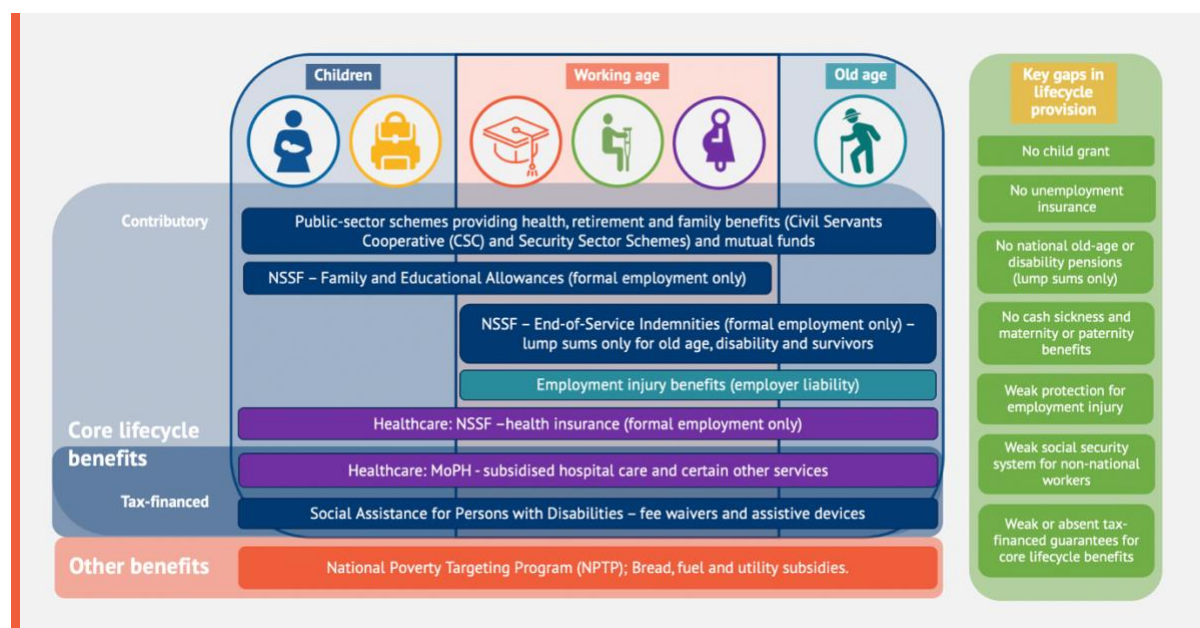 Children
Working age
Old age
Contributory
Public-sector schemes providing health, retirement and family benefits (Civil Servants
Cooperative (CSC) and Security Sector Schemes) and mutual funds
NSSF – Family and Educational Allowances (formal employment only)
NSSF – End-of-Service Indemnities (formal employment only) –
lump sums only for old age, disability and survivors
Employment injury benefits (employer liability)
Healthcare: NSSF –health insurance (formal employment only)
Core lifecycle
benefits
Healthcare: MoPH - subsidised hospital care and certain other services
Tax-financed
Social Assistance for Persons with Disabilities – fee waivers and assistive devices
Other benefits
National Poverty Targeting Program (NPTP); Bread, fuel and utility subsidies.
Key gaps in
lifecycle
provision
No child grant
No unemployment
insurance
No national old-age or
disability pensions
(lump sums only)
No cash sickness and
maternity or paternity
benefits
Weak protection for
employment injury
Weak social security
system for non-national
workers
Weak or absent tax-
financed guarantees for
core lifecycle benefits